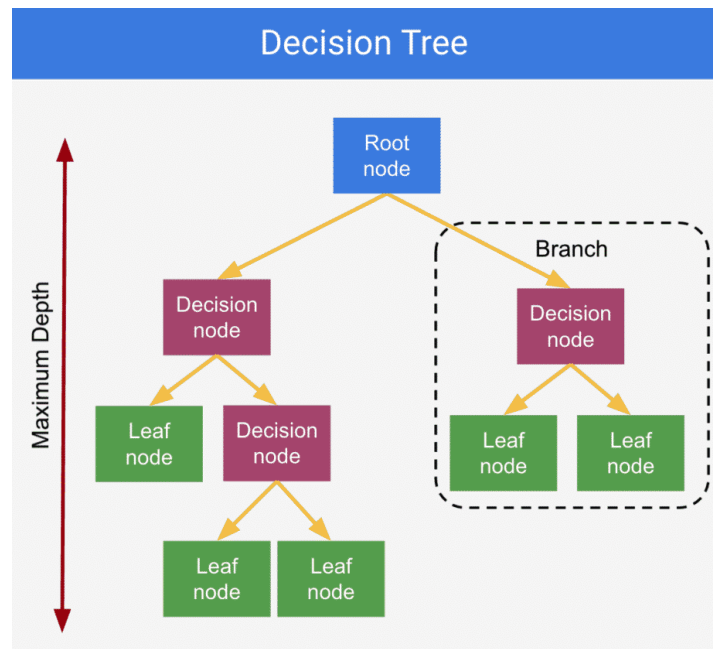 Decision Tree
Root
node
Branch
Decision
node
Decision
node
Maximum Depth
Leaf
node
Decision
node
Leaf
node
Leaf
node
Leaf
node
Leaf
node